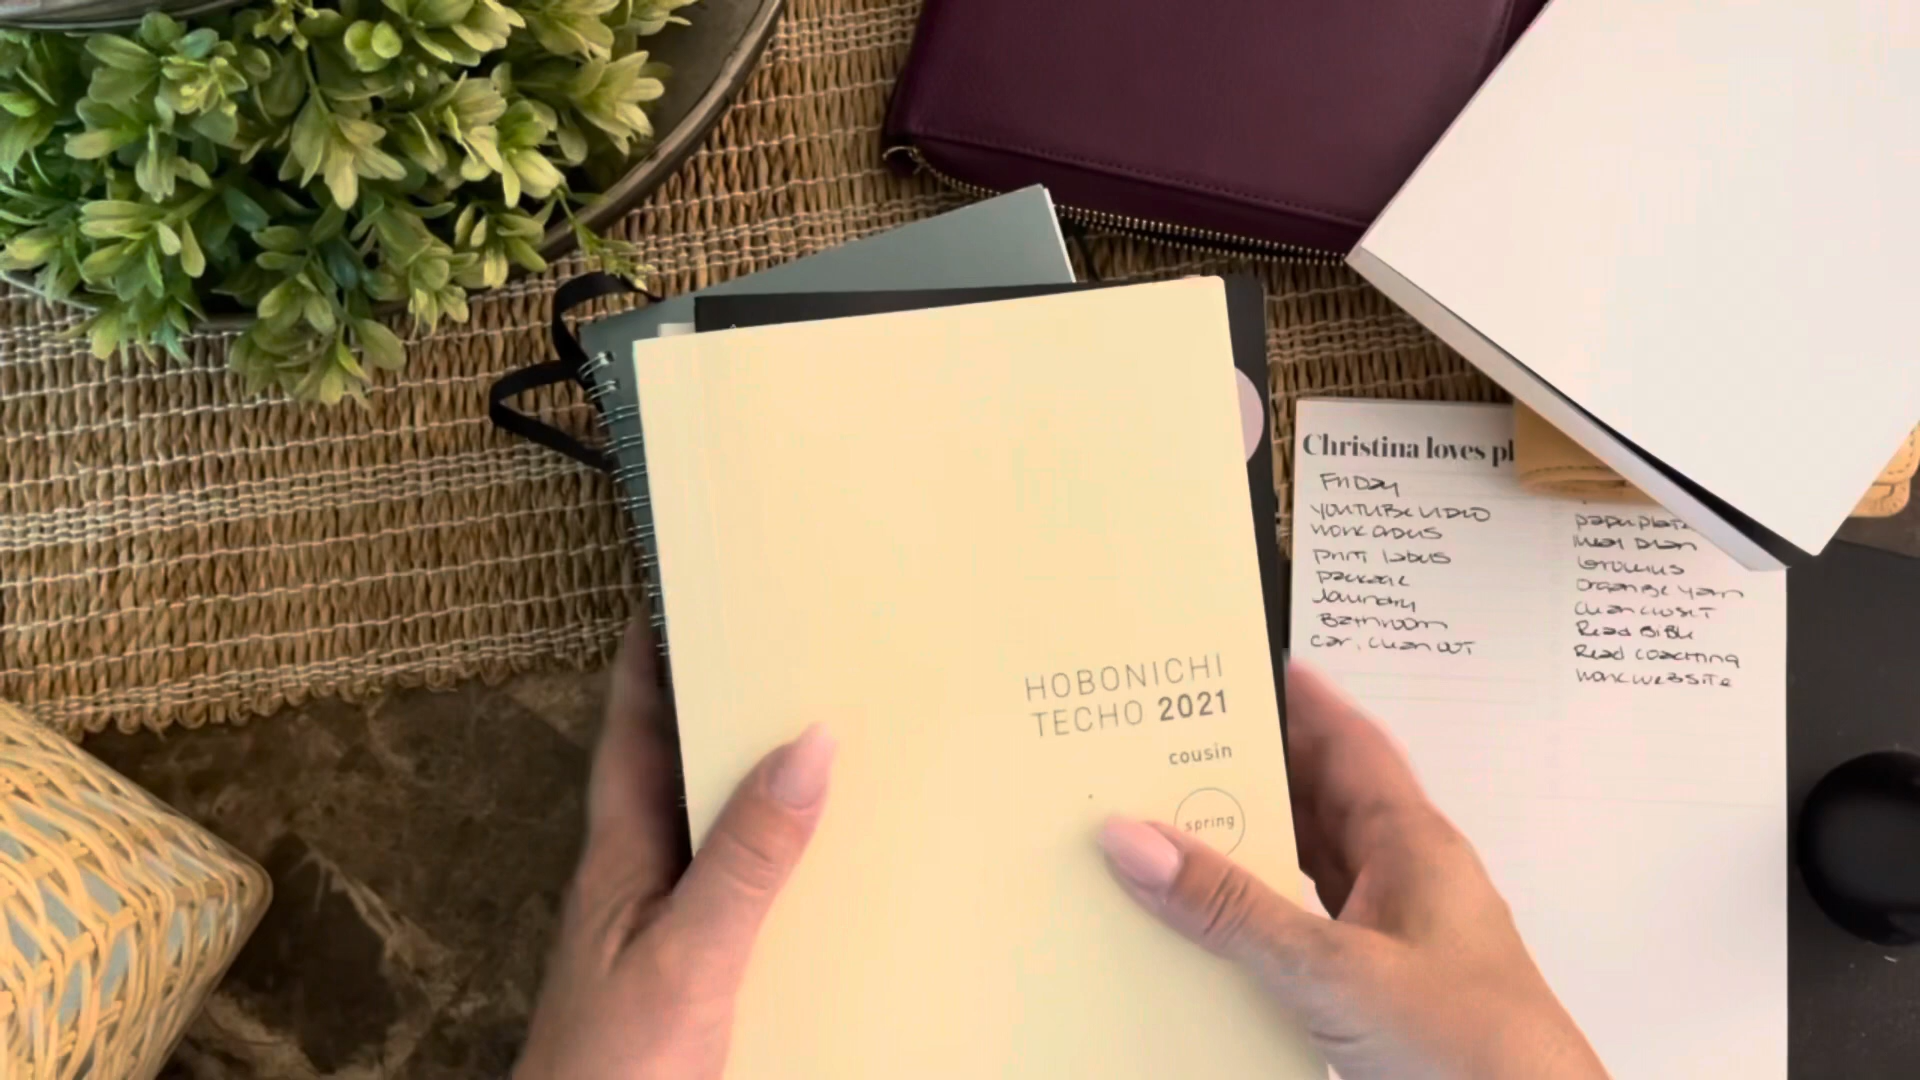 HOBONICHI
TECHO 2021
cousin
spring
Christina loves pl
FRIDAY
YOUTUBE VIDEO
work orders
print labels
package
laundry
Bathroom
car, clean out
paper plate
meal plan
Groceries
organize yarn
clean closet
Read Bible
Read coaching
work website